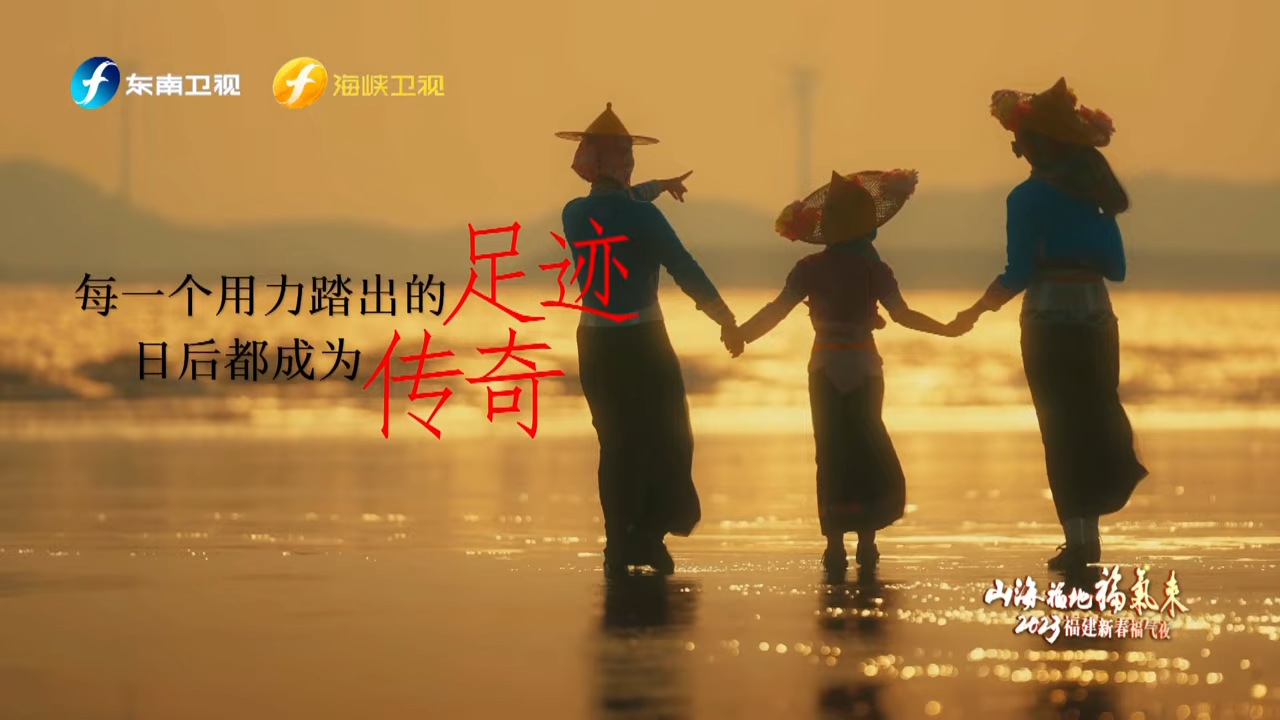 东南卫视 海峡卫视
每一个用力踏出的足迹
日后都成为传奇
山海福地福氣来
2023福建新春福气夜